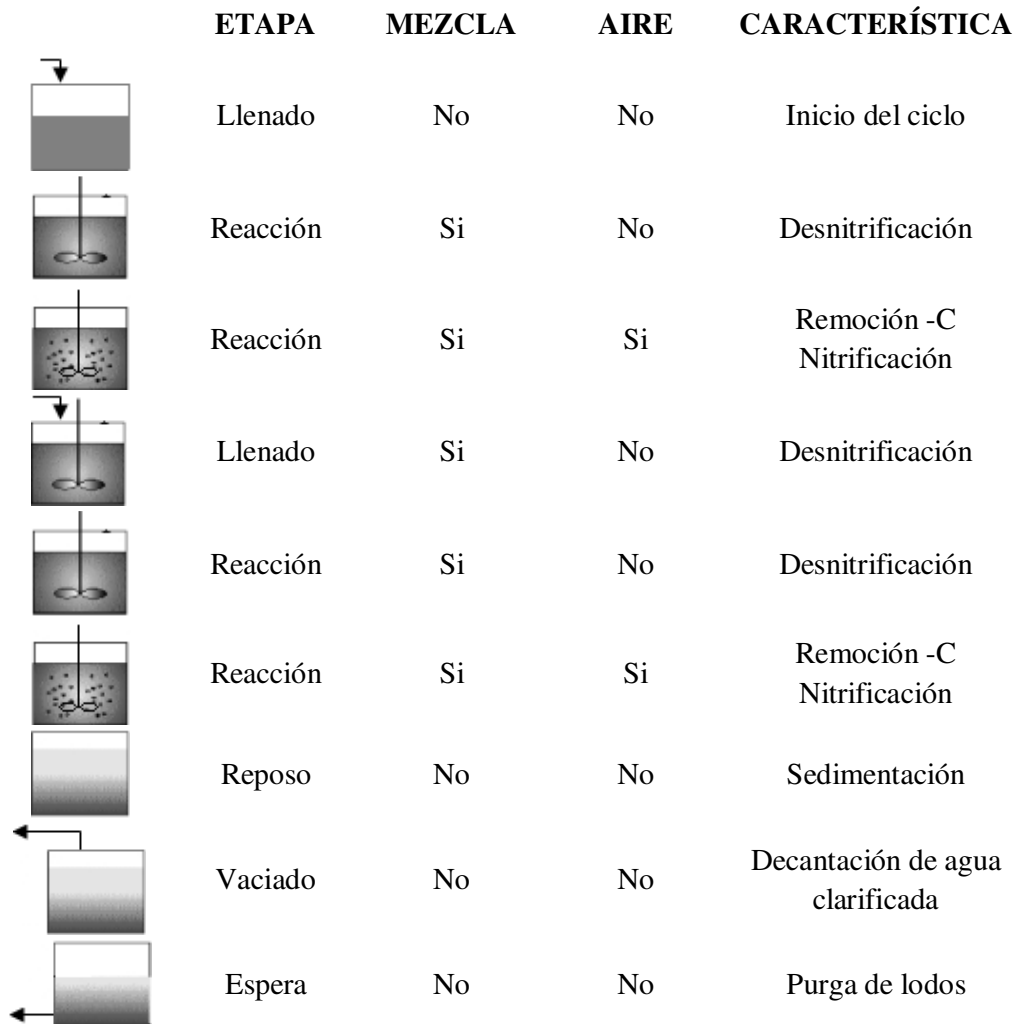 ETAPA MEZCLA AIRE CARACTERÍSTICA
Llenado No No Inicio del ciclo
Reacción Si No Desnitrificación
Reacción Si Si Remoción -C
Nitrificación
Llenado Si No Desnitrificación
Reacción Si No Desnitrificación
Reacción Si Si Remoción -C
Nitrificación
Reposo No No Sedimentación
Vaciado No No Decantación de agua
clarificada
Espera No No Purga de lodos